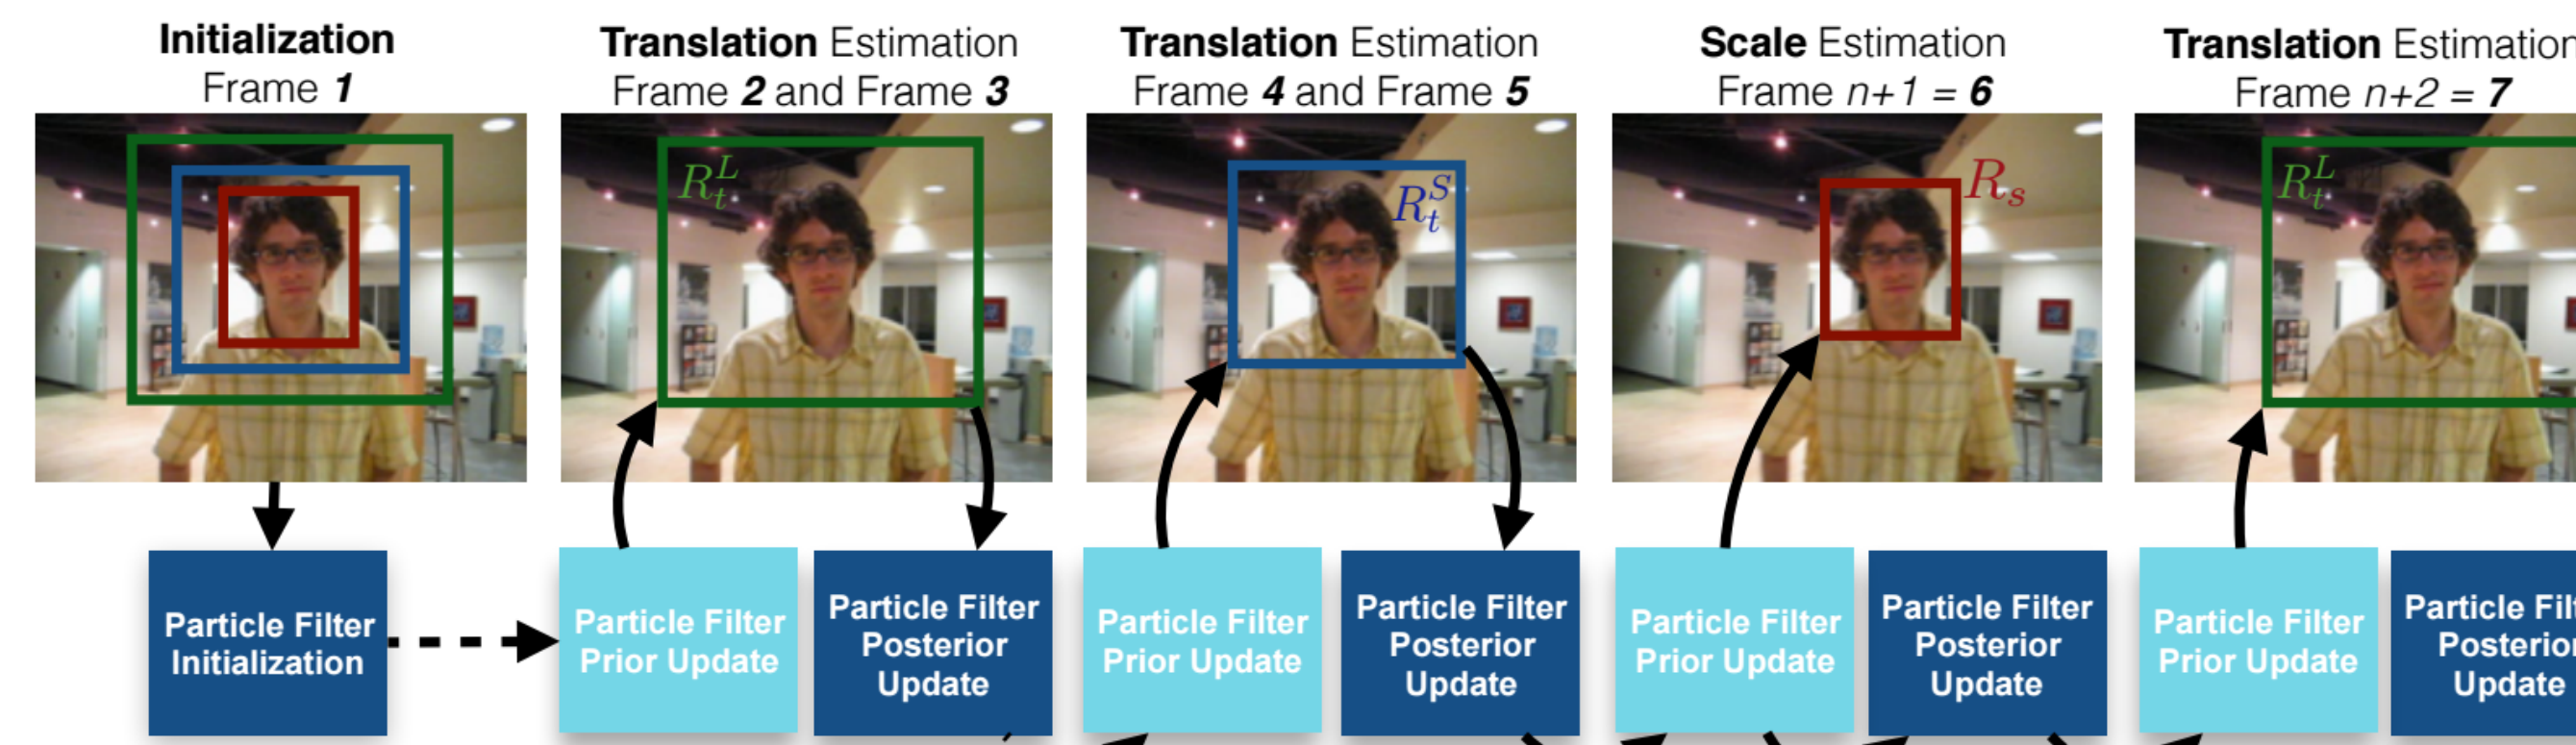 Initialization
Frame 1
Translation Estimation
Frame 2 and Frame 3
Translation Estimation
Frame 4 and Frame 5
Scale Estimation
Frame n+1 = 6
Translation Estimation
Frame n+2 = 7
R_t^L
R_t^S
R_s
R_t^L
Particle Filter
Initialization
Particle Filter
Prior Update
Particle Filter
Posterior
Update
Particle Filter
Prior Update
Particle Filter
Posterior
Update
Particle Filter
Prior Update
Particle Filter
Posterior
Update
Particle Filter
Prior Update
Particle Filt
Posterio
Update